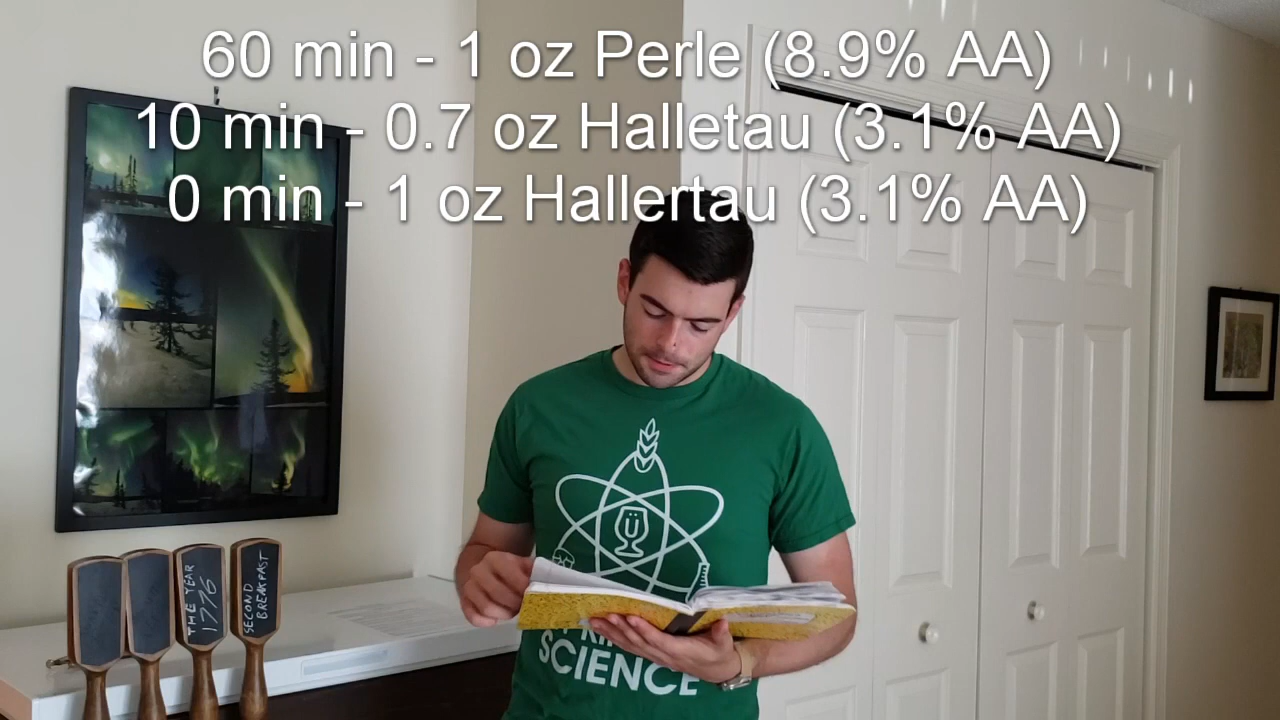 60 min - 1 oz Perle (8.9% AA)
10 min - 0.7 oz Halletau (3.1% AA)
0 min - 1 oz Hallertau (3.1% AA)
THE YEAR
1776
SECOND
BREAKFAST
SCIENCE